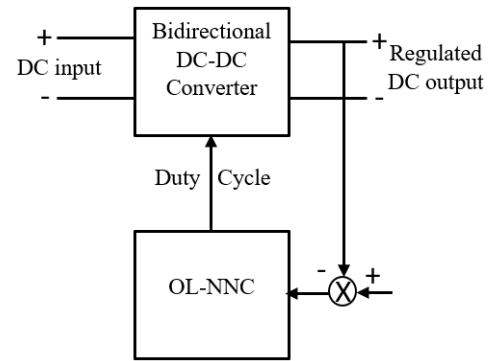 +
DC input
-
Bidirectional
DC-DC
Converter
+
Regulated
DC output
-
Duty Cycle
OL-NNC
-
+
X